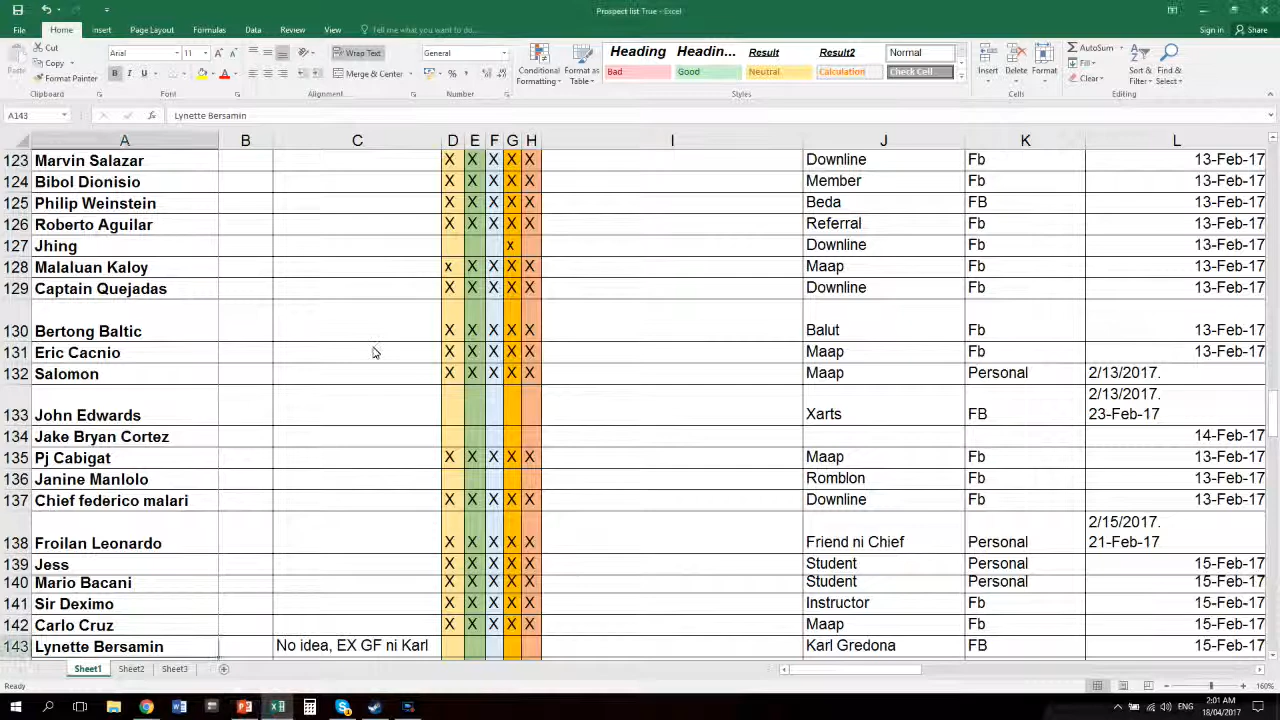 Prospect list True - Excel
Sign in
Share
File Home Insert Page Layout Formulas Data Review View Tell me what you want to do...
Cut
Copy
Format Painter
Paste
Clipboard
Arial 11
B I U
Font
Wrap Text
Merge & Center
Alignment
General
Number
Conditional Formatting
Format as Table
Heading Headin... Result Result2 Normal
Bad Good Neutral Calculation Check Cell
Styles
Insert Delete Format
Cells
AutoSum
Fill
Clear
Sort & Filter
Find & Select
Editing
A143 fx Lynette Bersamin
A B C D E F G H I J K L
123 Marvin Salazar X X X X X Downline Fb 13-Feb-17
124 Bibol Dionisio X X X X X Member Fb 13-Feb-17
125 Philip Weinstein X X X X X Beda FB 13-Feb-17
126 Roberto Aguilar X X X X X Referral Fb 13-Feb-17
127 Jhing x Downline Fb 13-Feb-17
128 Malaluan Kaloy x X X X X Maap Fb 13-Feb-17
129 Captain Quejadas X X X X X Downline Fb 13-Feb-17
130 Bertong Baltic X X X X X Balut Fb 13-Feb-17
131 Eric Cacnio X X X X X Maap Fb 13-Feb-17
132 Salomon X X X X X Maap Personal 2/13/2017.
2/13/2017.
133 John Edwards Xarts FB 23-Feb-17
134 Jake Bryan Cortez 14-Feb-17
135 Pj Cabigat X X X X X Maap Fb 13-Feb-17
136 Janine Manlolo Romblon Fb 13-Feb-17
137 Chief federico malari X X X X X Downline Fb 13-Feb-17
2/15/2017.
138 Froilan Leonardo X X X X X Friend ni Chief Personal 21-Feb-17
139 Jess X X X X X Student Personal 15-Feb-17
140 Mario Bacani X X X X X Student Personal 15-Feb-17
141 Sir Deximo X X X X X Instructor Fb 15-Feb-17
142 Carlo Cruz X X X X X Maap Fb 15-Feb-17
143 Lynette Bersamin No idea, EX GF ni Karl X X X X X Karl Gredona FB 15-Feb-17
Sheet1 Sheet2 Sheet3
Ready
160%
ENG
2:01 AM
18/04/2017